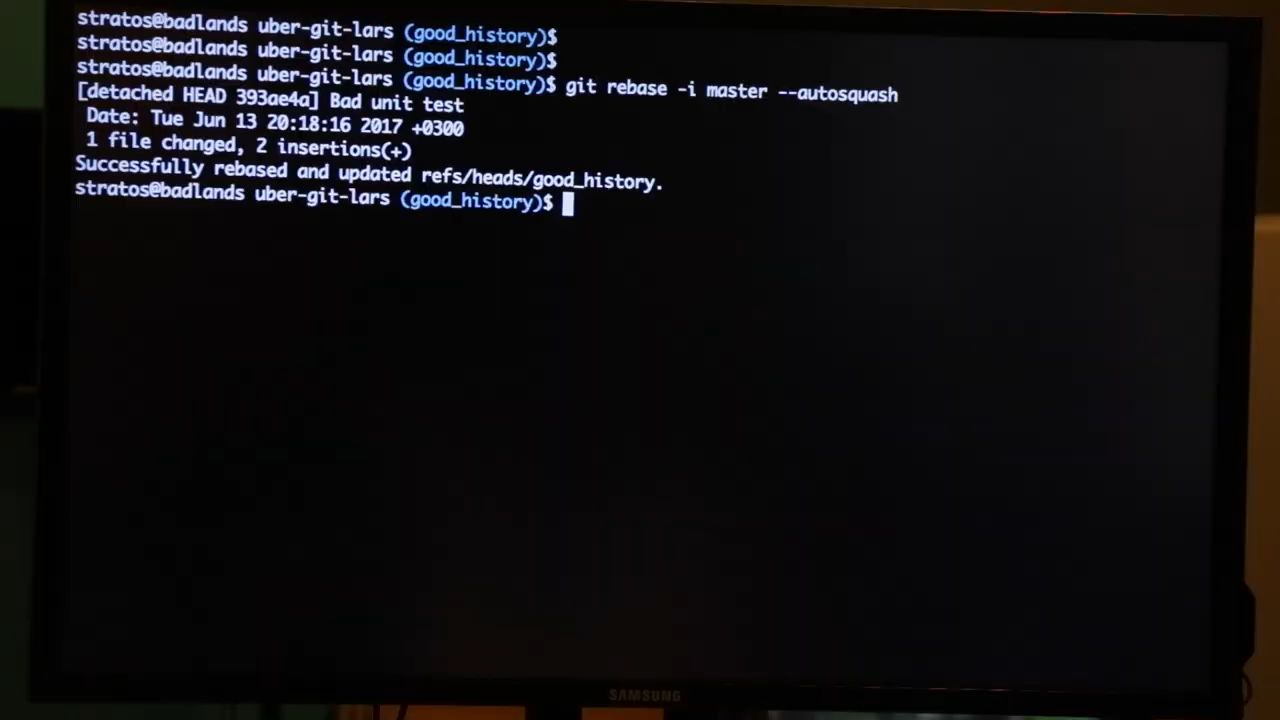 stratos@badlands uber-git-lars (good_history)$
stratos@badlands uber-git-lars (good_history)$
stratos@badlands uber-git-lars (good_history)$ git rebase -i master --autosquash
[detached HEAD 393ae4a] Bad unit test
Date: Tue Jun 13 20:18:16 2017 +0300
1 file changed, 2 insertions(+)
Successfully rebased and updated refs/heads/good_history.
stratos@badlands uber-git-lars (good_history)$
SAMSUNG